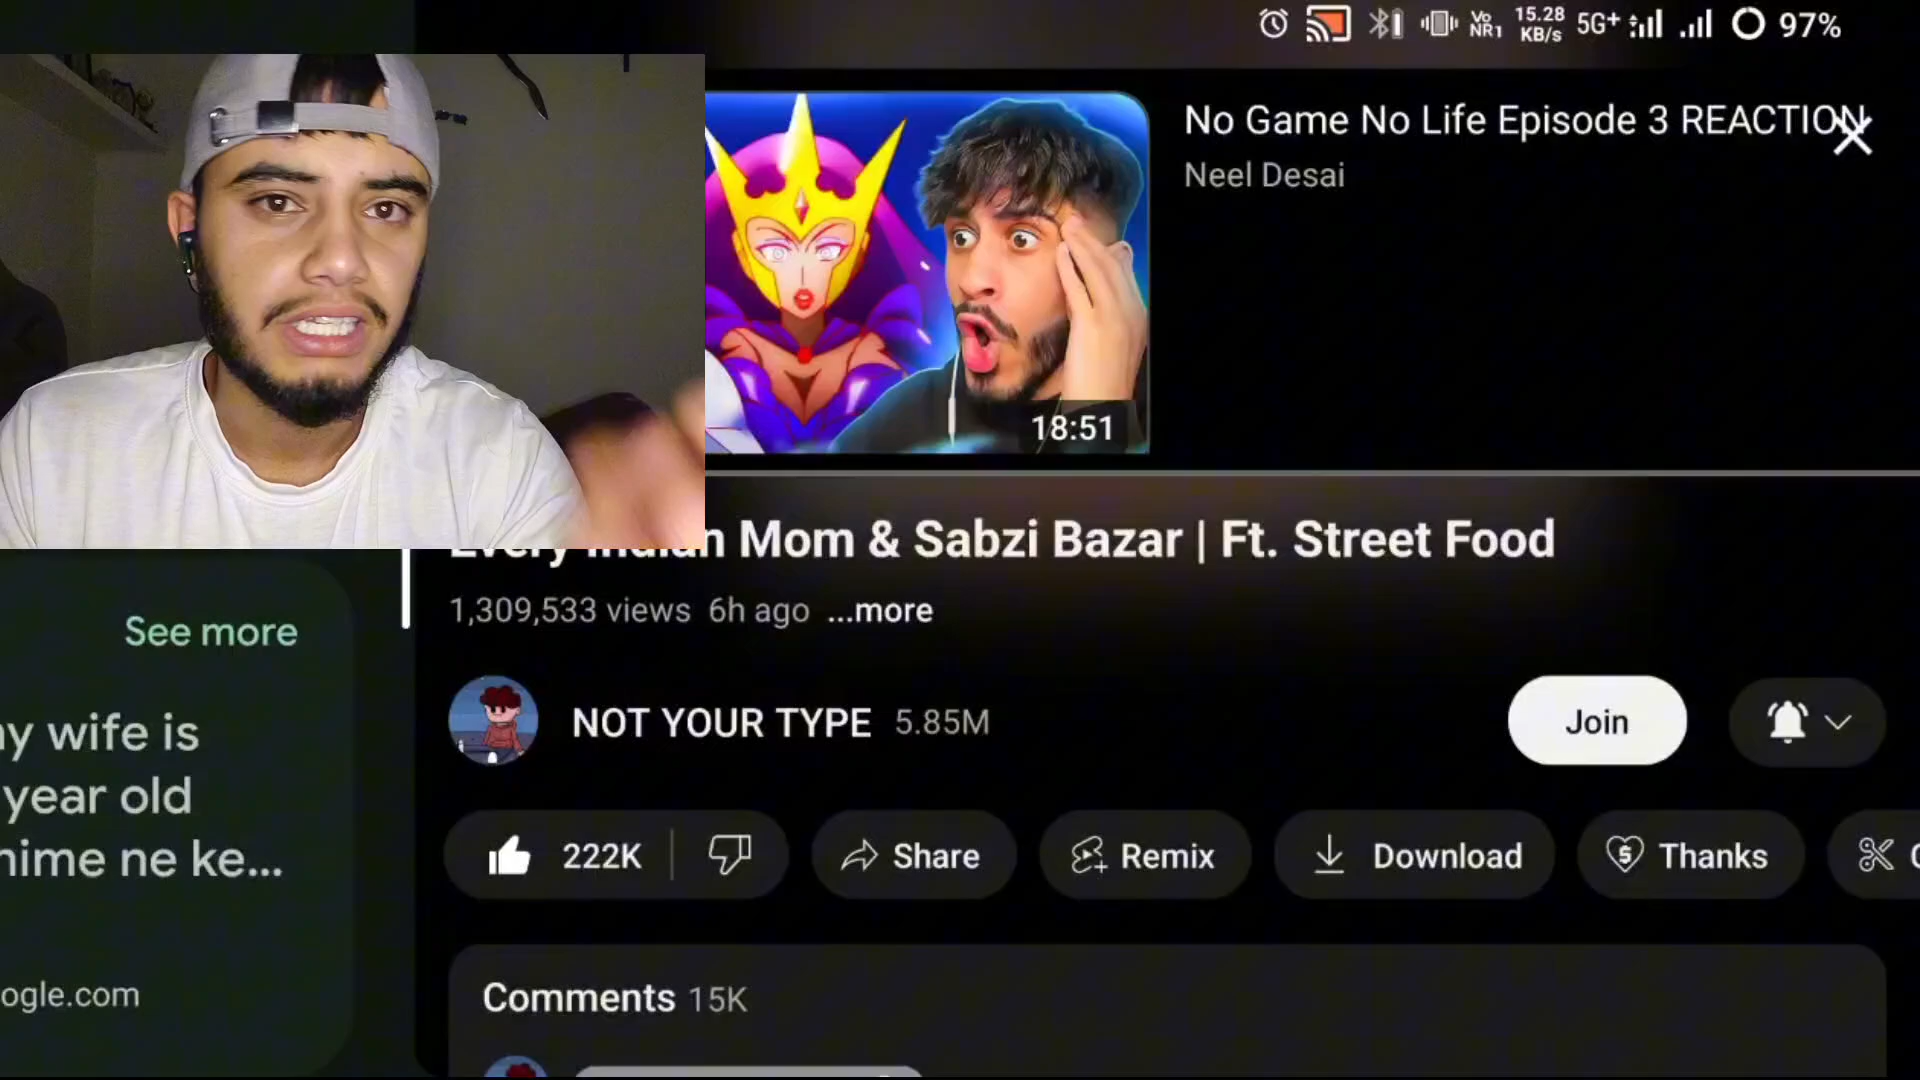 Vo
NR1
15.28
KB/s
5G+
97%
No Game No Life Episode 3 REACTION
Neel Desai
18:51
Mom & Sabzi Bazar | Ft. Street Food
1,309,533 views 6h ago ...more
See more
NOT YOUR TYPE 5.85M
Join
wife is
year old
ne ke...
222K
Share
Remix
Download
Thanks
Comments 15K
ogle.com